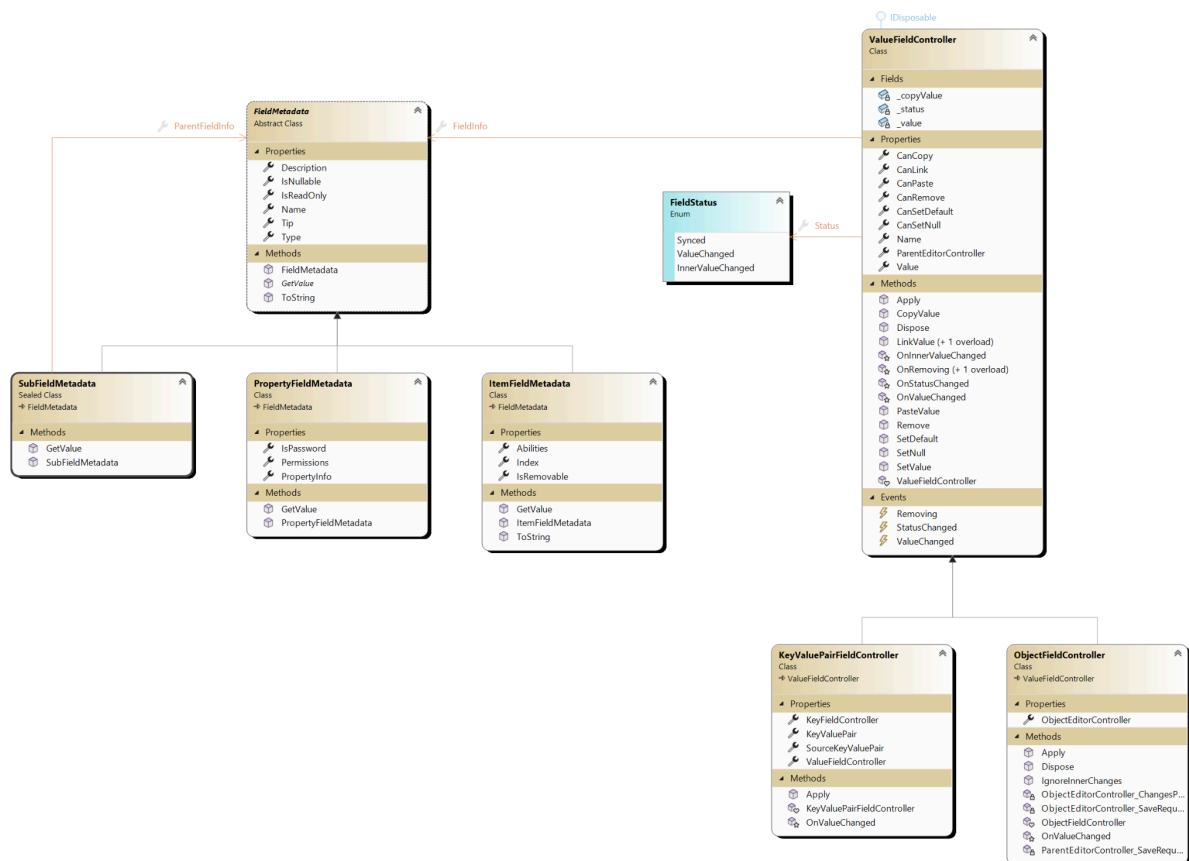 IDisposable
ValueFieldController
Class
Fields
_copyValue
_status
_value
Properties
CanCopy
CanLink
CanPaste
CanRemove
CanSetDefault
CanSetNull
Name
ParentEditorController
Value
Methods
Apply
CopyValue
Dispose
LinkValue (+ 1 overload)
OnInnerValueChanged
OnRemoving (+ 1 overload)
OnStatusChanged
OnValueChanged
PasteValue
Remove
SetDefault
SetNull
SetValue
ValueFieldController
Events
Removing
StatusChanged
ValueChanged
ParentFieldInfo
FieldMetadata
Abstract Class
Properties
Description
IsNullable
IsReadOnly
Name
Tip
Type
Methods
FieldMetadata
GetValue
ToString
FieldInfo
FieldStatus
Enum
Synced
ValueChanged
InnerValueChanged
Status
SubFieldMetadata
Sealed Class
FieldMetadata
Methods
GetValue
SubFieldMetadata
PropertyFieldMetadata
Class
FieldMetadata
Properties
IsPassword
Permissions
PropertyInfo
Methods
GetValue
PropertyFieldMetadata
ItemFieldMetadata
Class
FieldMetadata
Properties
Abilities
Index
IsRemovable
Methods
GetValue
ItemFieldMetadata
ToString
KeyValuePairFieldController
Class
ValueFieldController
Properties
KeyFieldController
KeyValuePair
SourceKeyValuePair
ValueFieldController
Methods
Apply
KeyValuePairFieldController
OnValueChanged
ObjectFieldController
Class
ValueFieldController
Properties
ObjectEditorController
Methods
Apply
Dispose
IgnoreInnerChanges
ObjectEditorController_ChangesP...
ObjectEditorController_SaveRequ...
ObjectFieldController
OnValueChanged
ParentEditorController_SaveRequ...